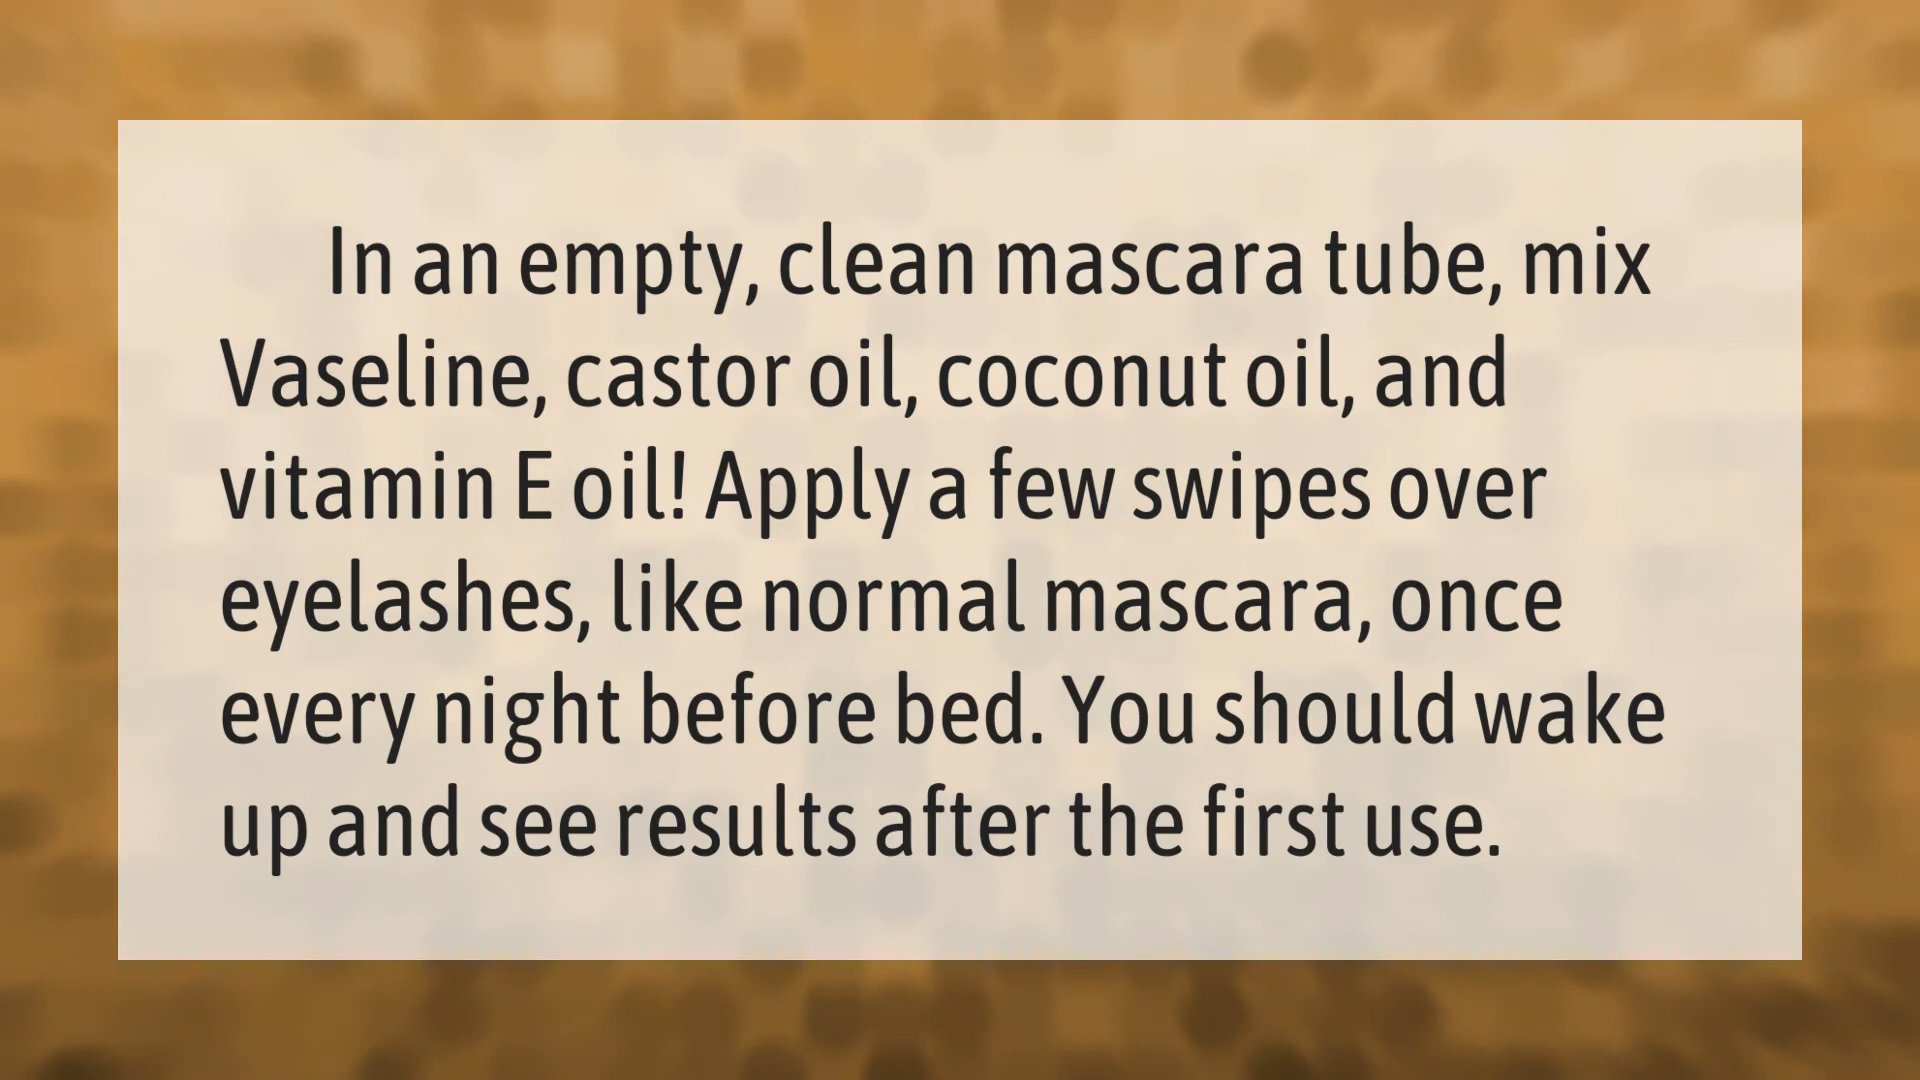 In an empty, clean mascara tube, mix
Vaseline, castor oil, coconut oil, and
vitamin E oil! Apply a few swipes over
eyelashes, like normal mascara, once
every night before bed. You should wake
up and see results after the first use.